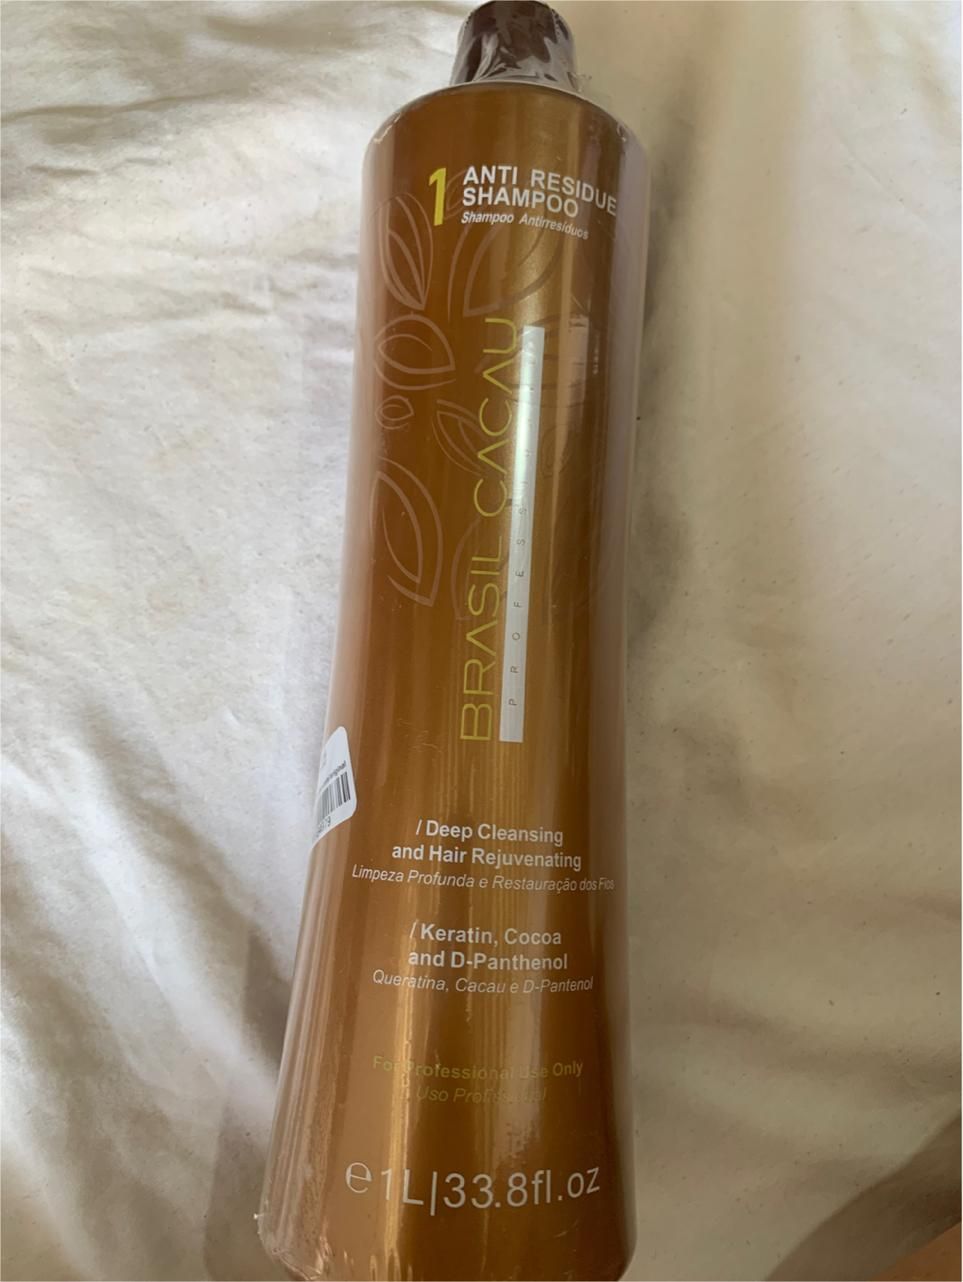 1 ANTI RESIDUE
SHAMPOO
Shampoo Antirresíduos
BRASIL CACAU
/ Deep Cleansing
and Hair Rejuvenating
Limpeza Profunda e Restauração dos Fios
/ Keratin, Cocoa
and D-Panthenol
Queratina, Cacau e D-Pantenol
For Professional Use Only
Uso Profissional
e 1L|33.8fl.oz